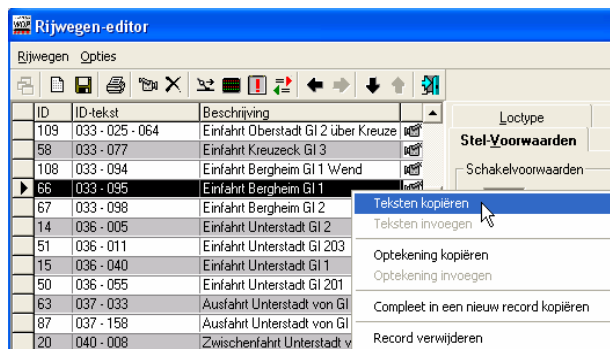 WDP Rijwegen-editor
Rijwegen Opties
ID ID-tekst Beschrijving
109 033 - 025 - 064 Einfahrt Oberstadt Gl 2 über Kreuze
58 033 - 077 Einfahrt Kreuzeck Gl 3
108 033 - 094 Einfahrt Bergheim Gl 1 Wend
66 033 - 095 Einfahrt Bergheim Gl 1
67 033 - 098 Einfahrt Bergheim Gl 2
14 036 - 005 Einfahrt Unterstadt Gl 2
51 036 - 011 Einfahrt Unterstadt Gl 203
15 036 - 040 Einfahrt Unterstadt Gl 1
50 036 - 055 Einfahrt Unterstadt Gl 201
63 037 - 033 Ausfahrt Unterstadt von Gl
87 037 - 158 Ausfahrt Unterstadt von Gl
20 040 - 008 Zwischenfahrt Unterstadt v
Loctype
Stel-Voorwaarden
Schakelvoorwaarden
Teksten kopiëren
Teksten invoegen
Optekening kopiëren
Optekening invoegen
Compleet in een nieuw record kopiëren
Record verwijderen